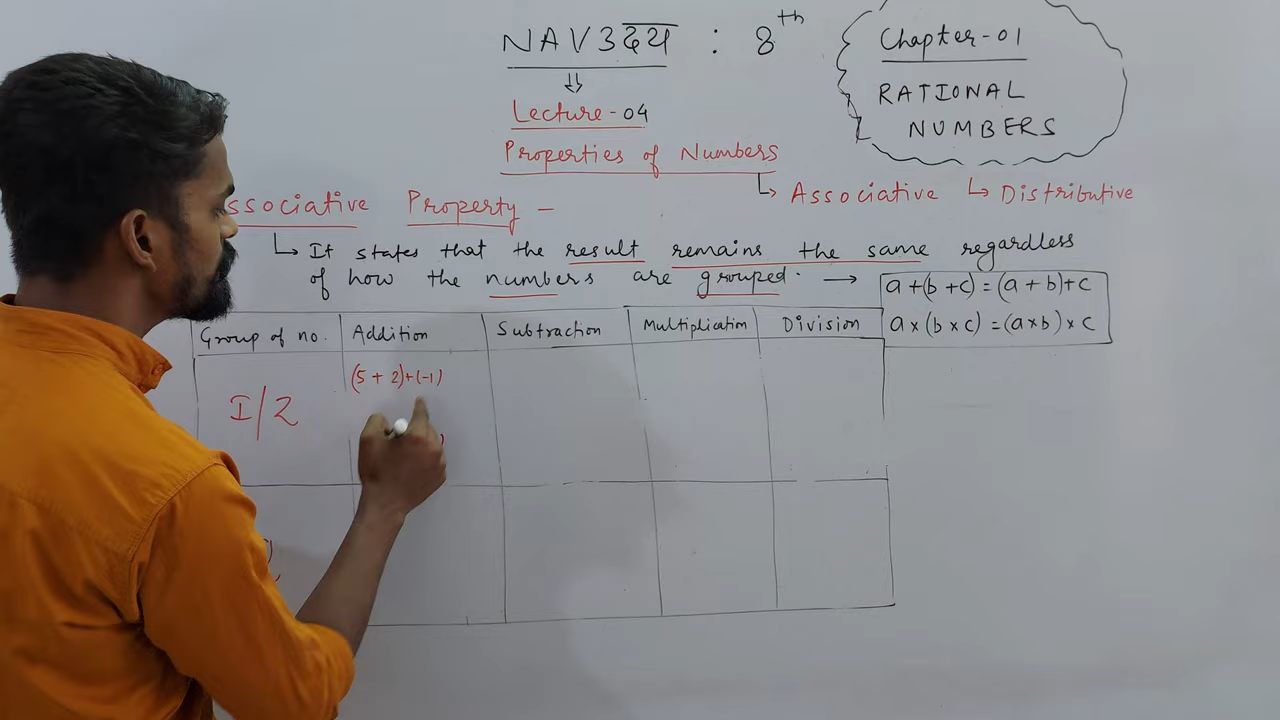 NAV3દય : 8th
Chapter-01
RATIONAL
NUMBERS
Lecture-04
Properties of Numbers
↳ Associative ↳ Distributive
ssociative Property -
↳ It states that the result remains the same regardless
of how the numbers are grouped. →
a+(b+c)=(a+b)+c
a×(b×c)=(a×b)×c
Group of no. Addition Subtraction Multiplication Division
(5+2)+(-1)
I/Z